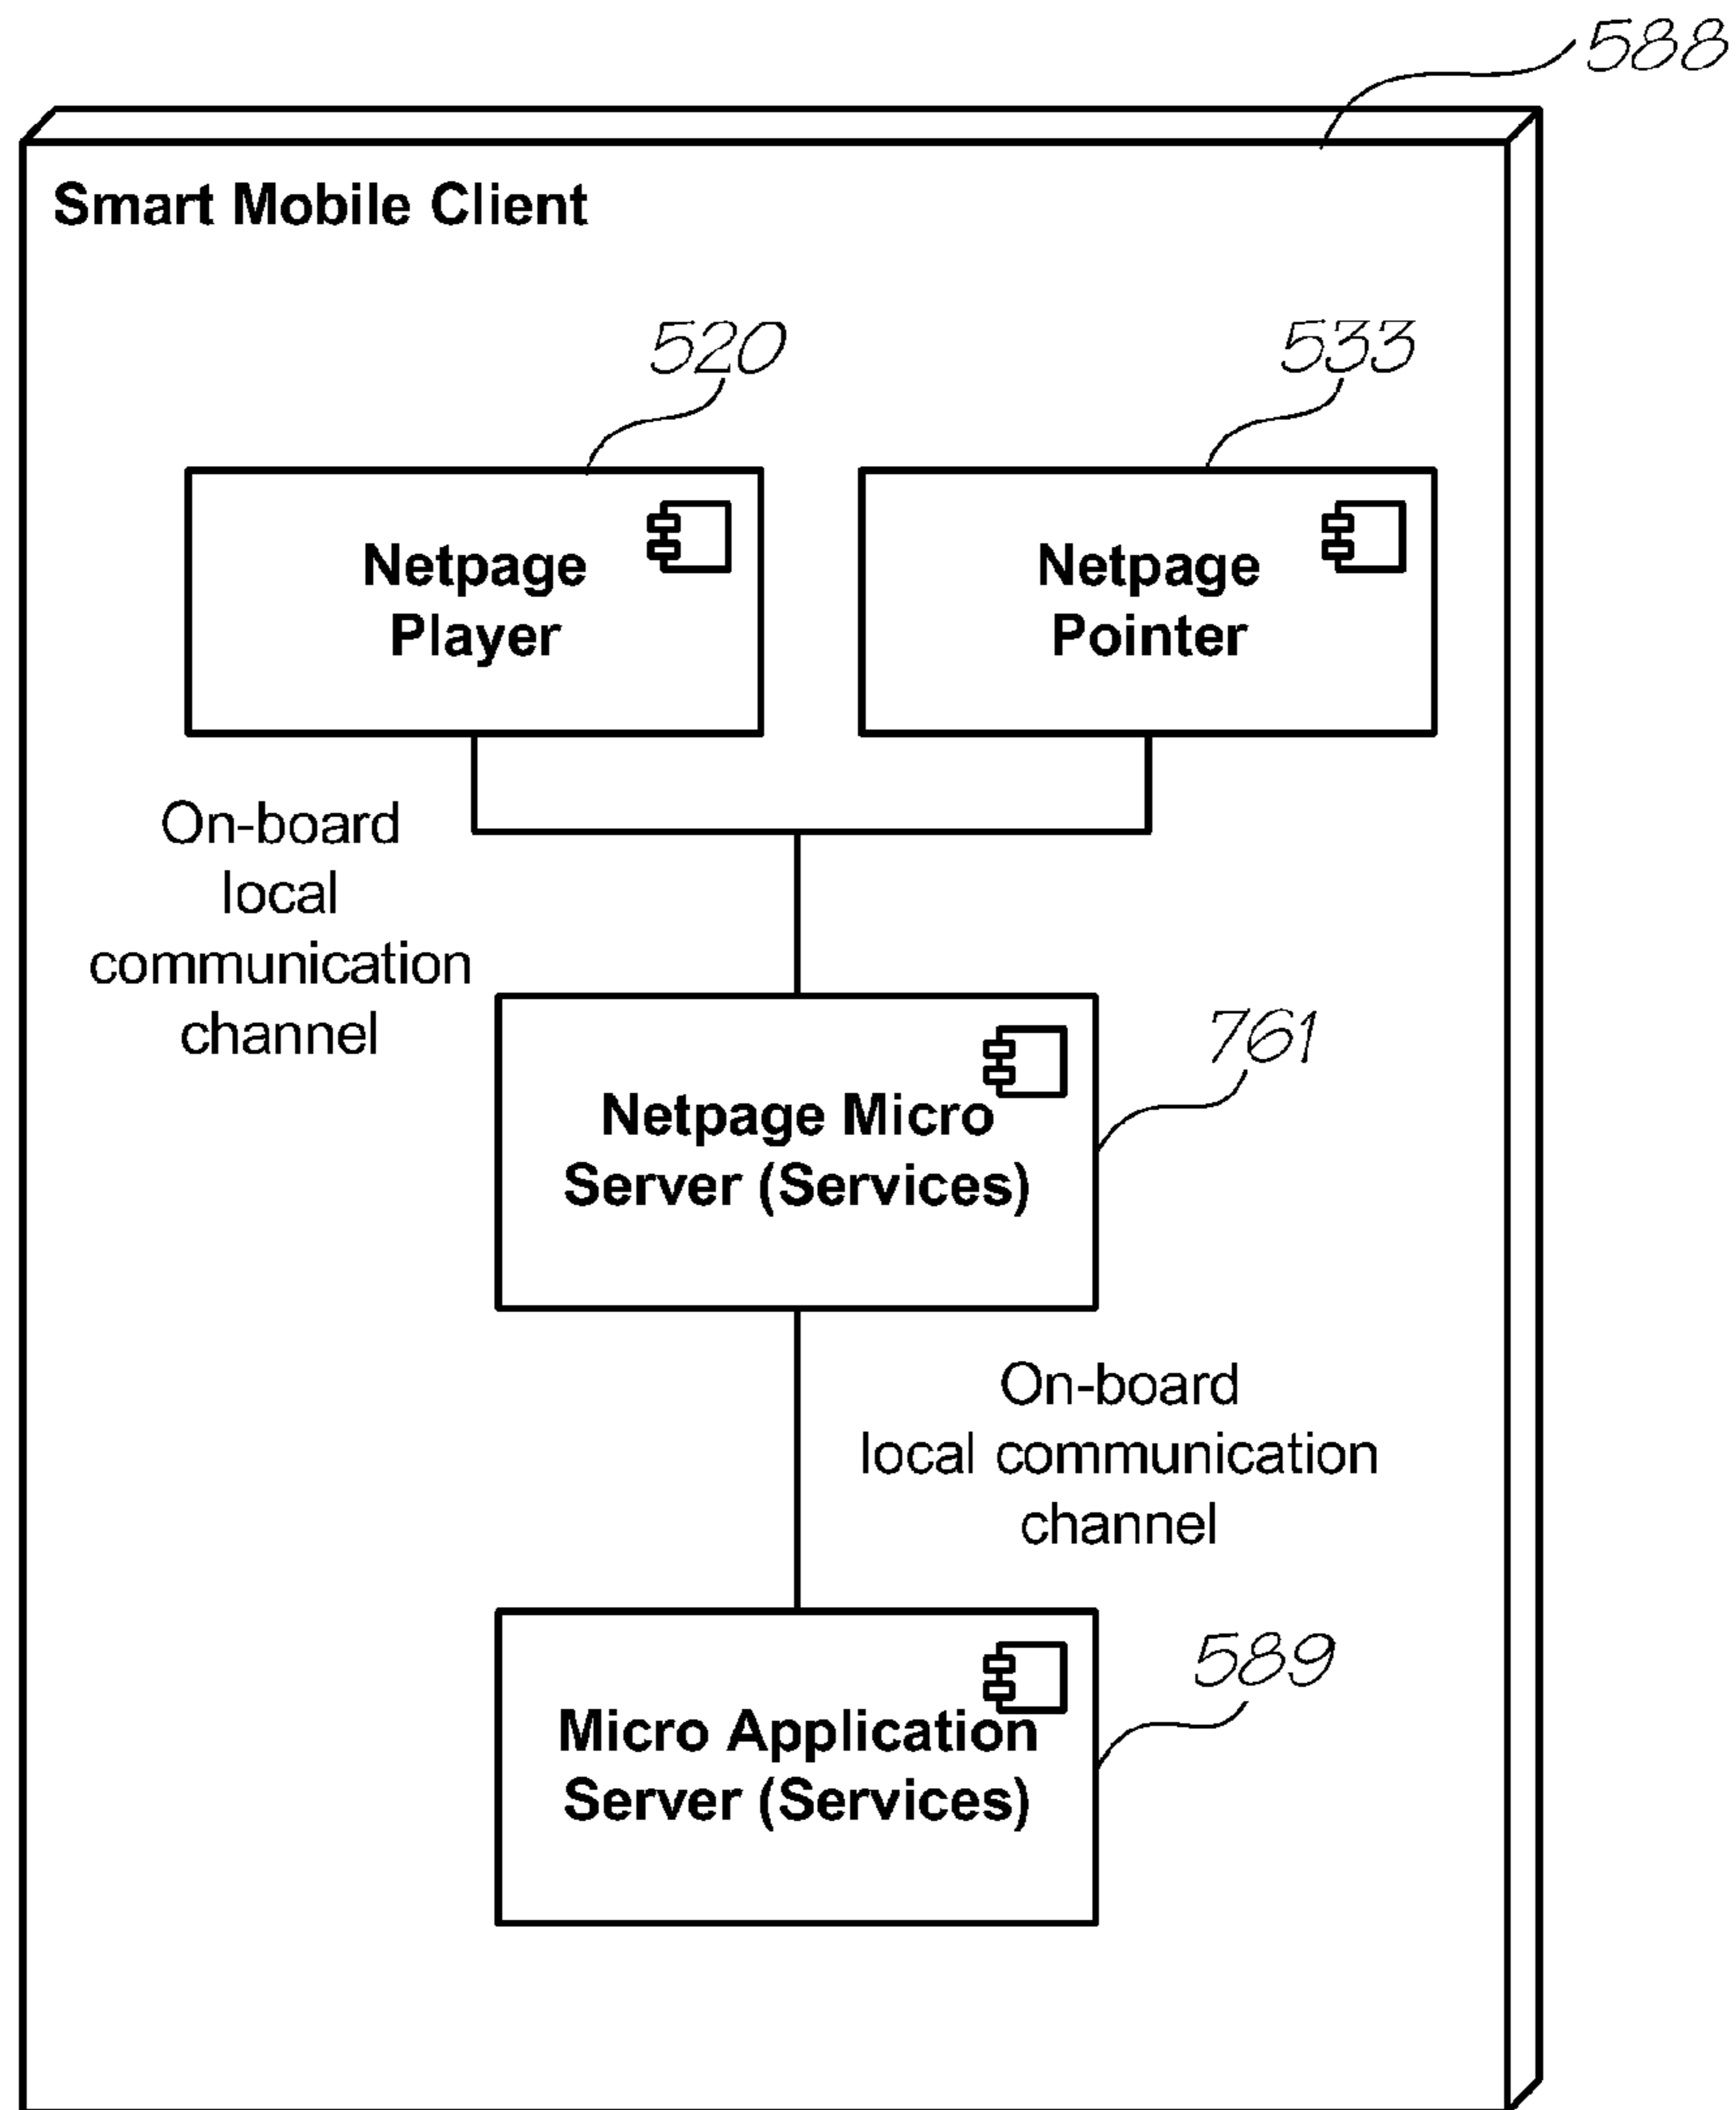 588
Smart Mobile Client
520
533
Netpage
Player
Netpage
Pointer
On-board
local
communication
channel
761
Netpage Micro
Server (Services)
On-board
local communication
channel
589
Micro Application
Server (Services)